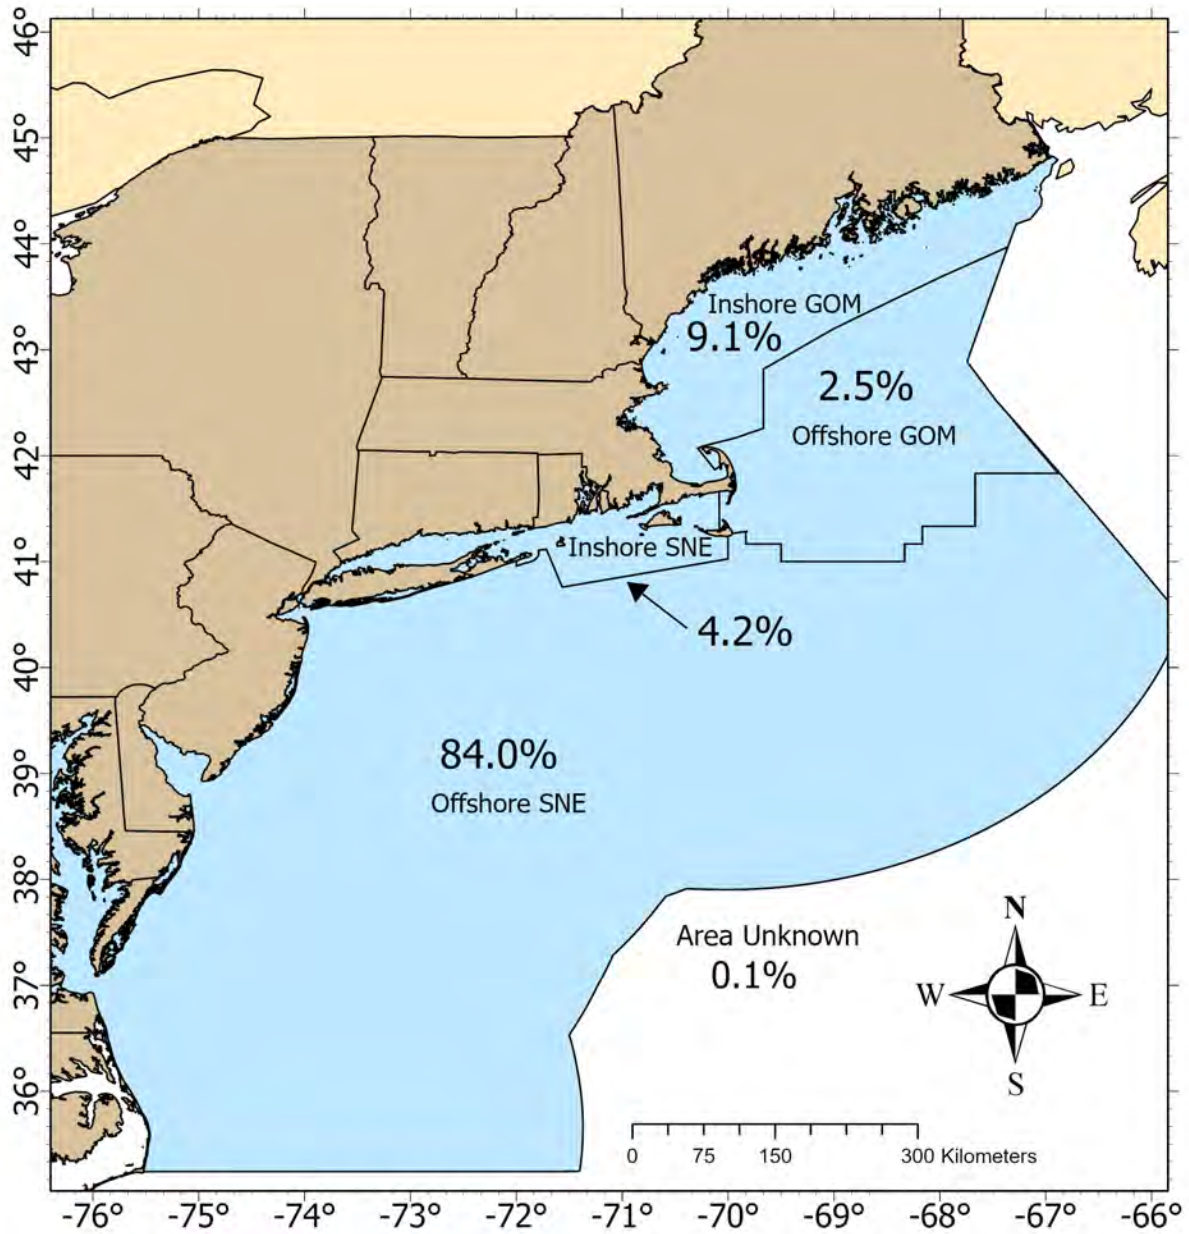 46°
45°
44°
43°
42°
41°
40°
39°
38°
37°
36°
Inshore GOM
9.1%
2.5%
Offshore GOM
Inshore SNE
4.2%
84.0%
Offshore SNE
Area Unknown
0.1%
N
W E
S
0 75 150 300 Kilometers
-76° -75° -74° -73° -72° -71° -70° -69° -68° -67° -66°